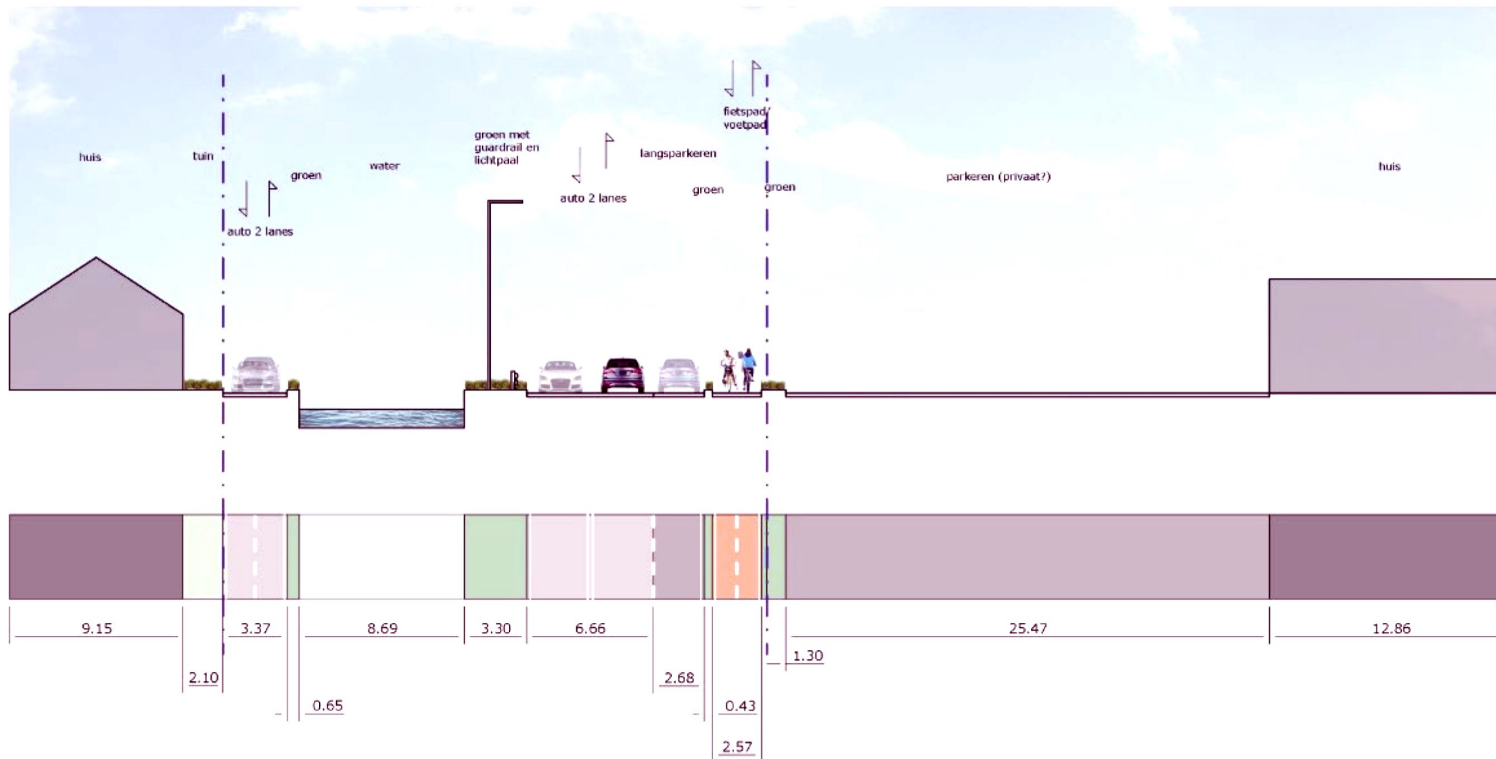 huis
tuin
auto 2 lanes
groen
water
groen met
guardrail en
lichtpaal
auto 2 lanes
langsparkeren
groen
fietspad/
voetpad
groen
parkeren (privaat?)
huis
9.15
2.10
3.37
0.65
8.69
3.30
6.66
2.68
0.43
2.57
1.30
25.47
12.86